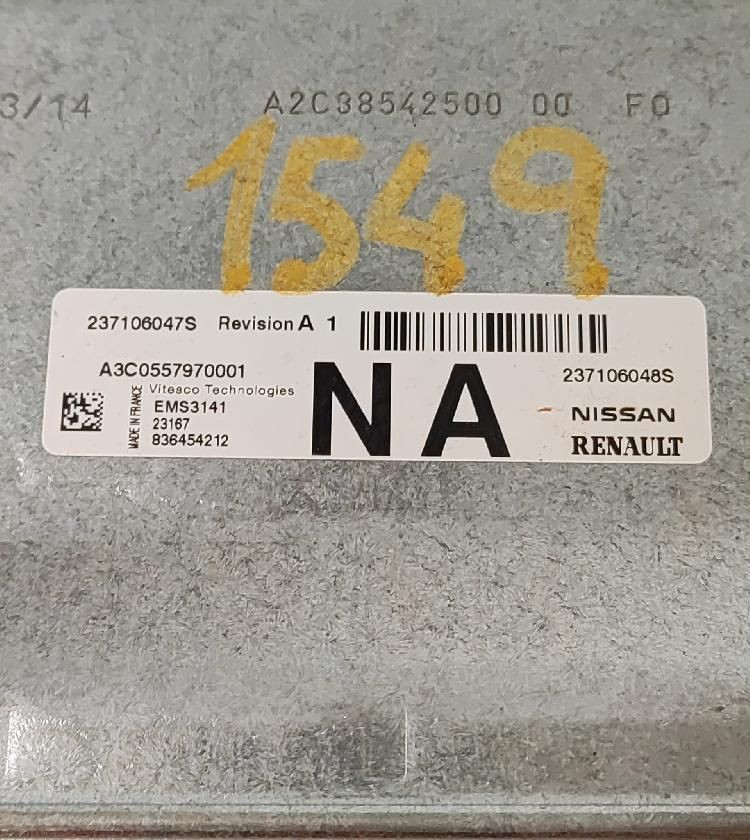 3/14 A2C38542500 00 F0
1549
237106047S Revision A 1
A3C0557970001
Vitesco Technologies
MADE IN FRANCE
EMS3141
23167
836454212
NA
237106048S
NISSAN
RENAULT